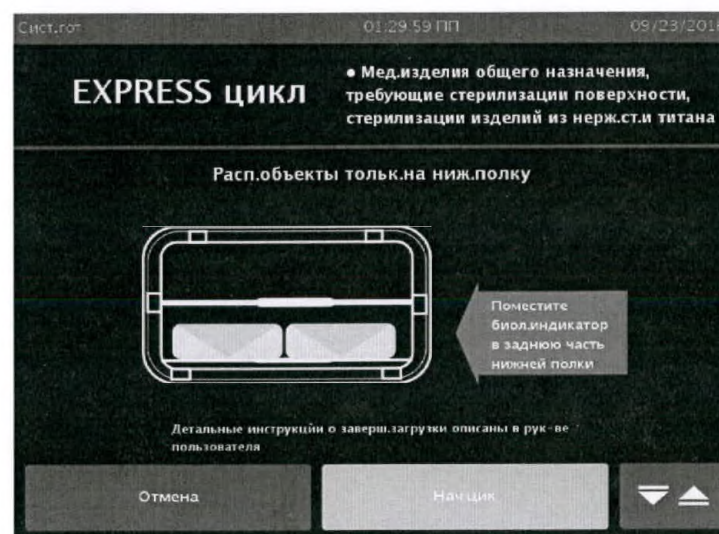 Сист.гот 01:29:59 ПП 09/23/201
EXPRESS цикл
• Мед.изделия общего назначения,
требующие стерилизации поверхности,
стерилизации изделий из нерж.ст.и титана
Расп.объекты тольк.на ниж.полку
Поместите
биол.индикатор
в заднюю часть
нижней полки
Детальные инструкции о заверш.загрузки описаны в рук-ве
пользователя
Отмена Нач цик